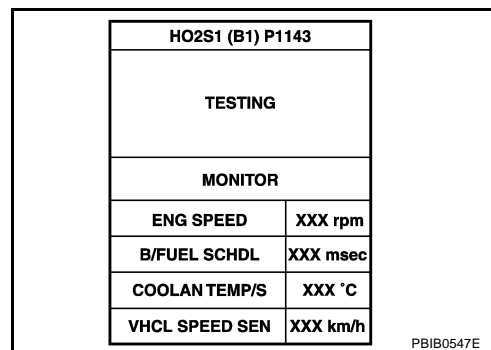 HO2S1 (B1) P1143
TESTING
MONITOR
ENG SPEED XXX rpm
B/FUEL SCHDL XXX msec
COOLAN TEMP/S XXX °C
VHCL SPEED SEN XXX km/h
PBIB0547E